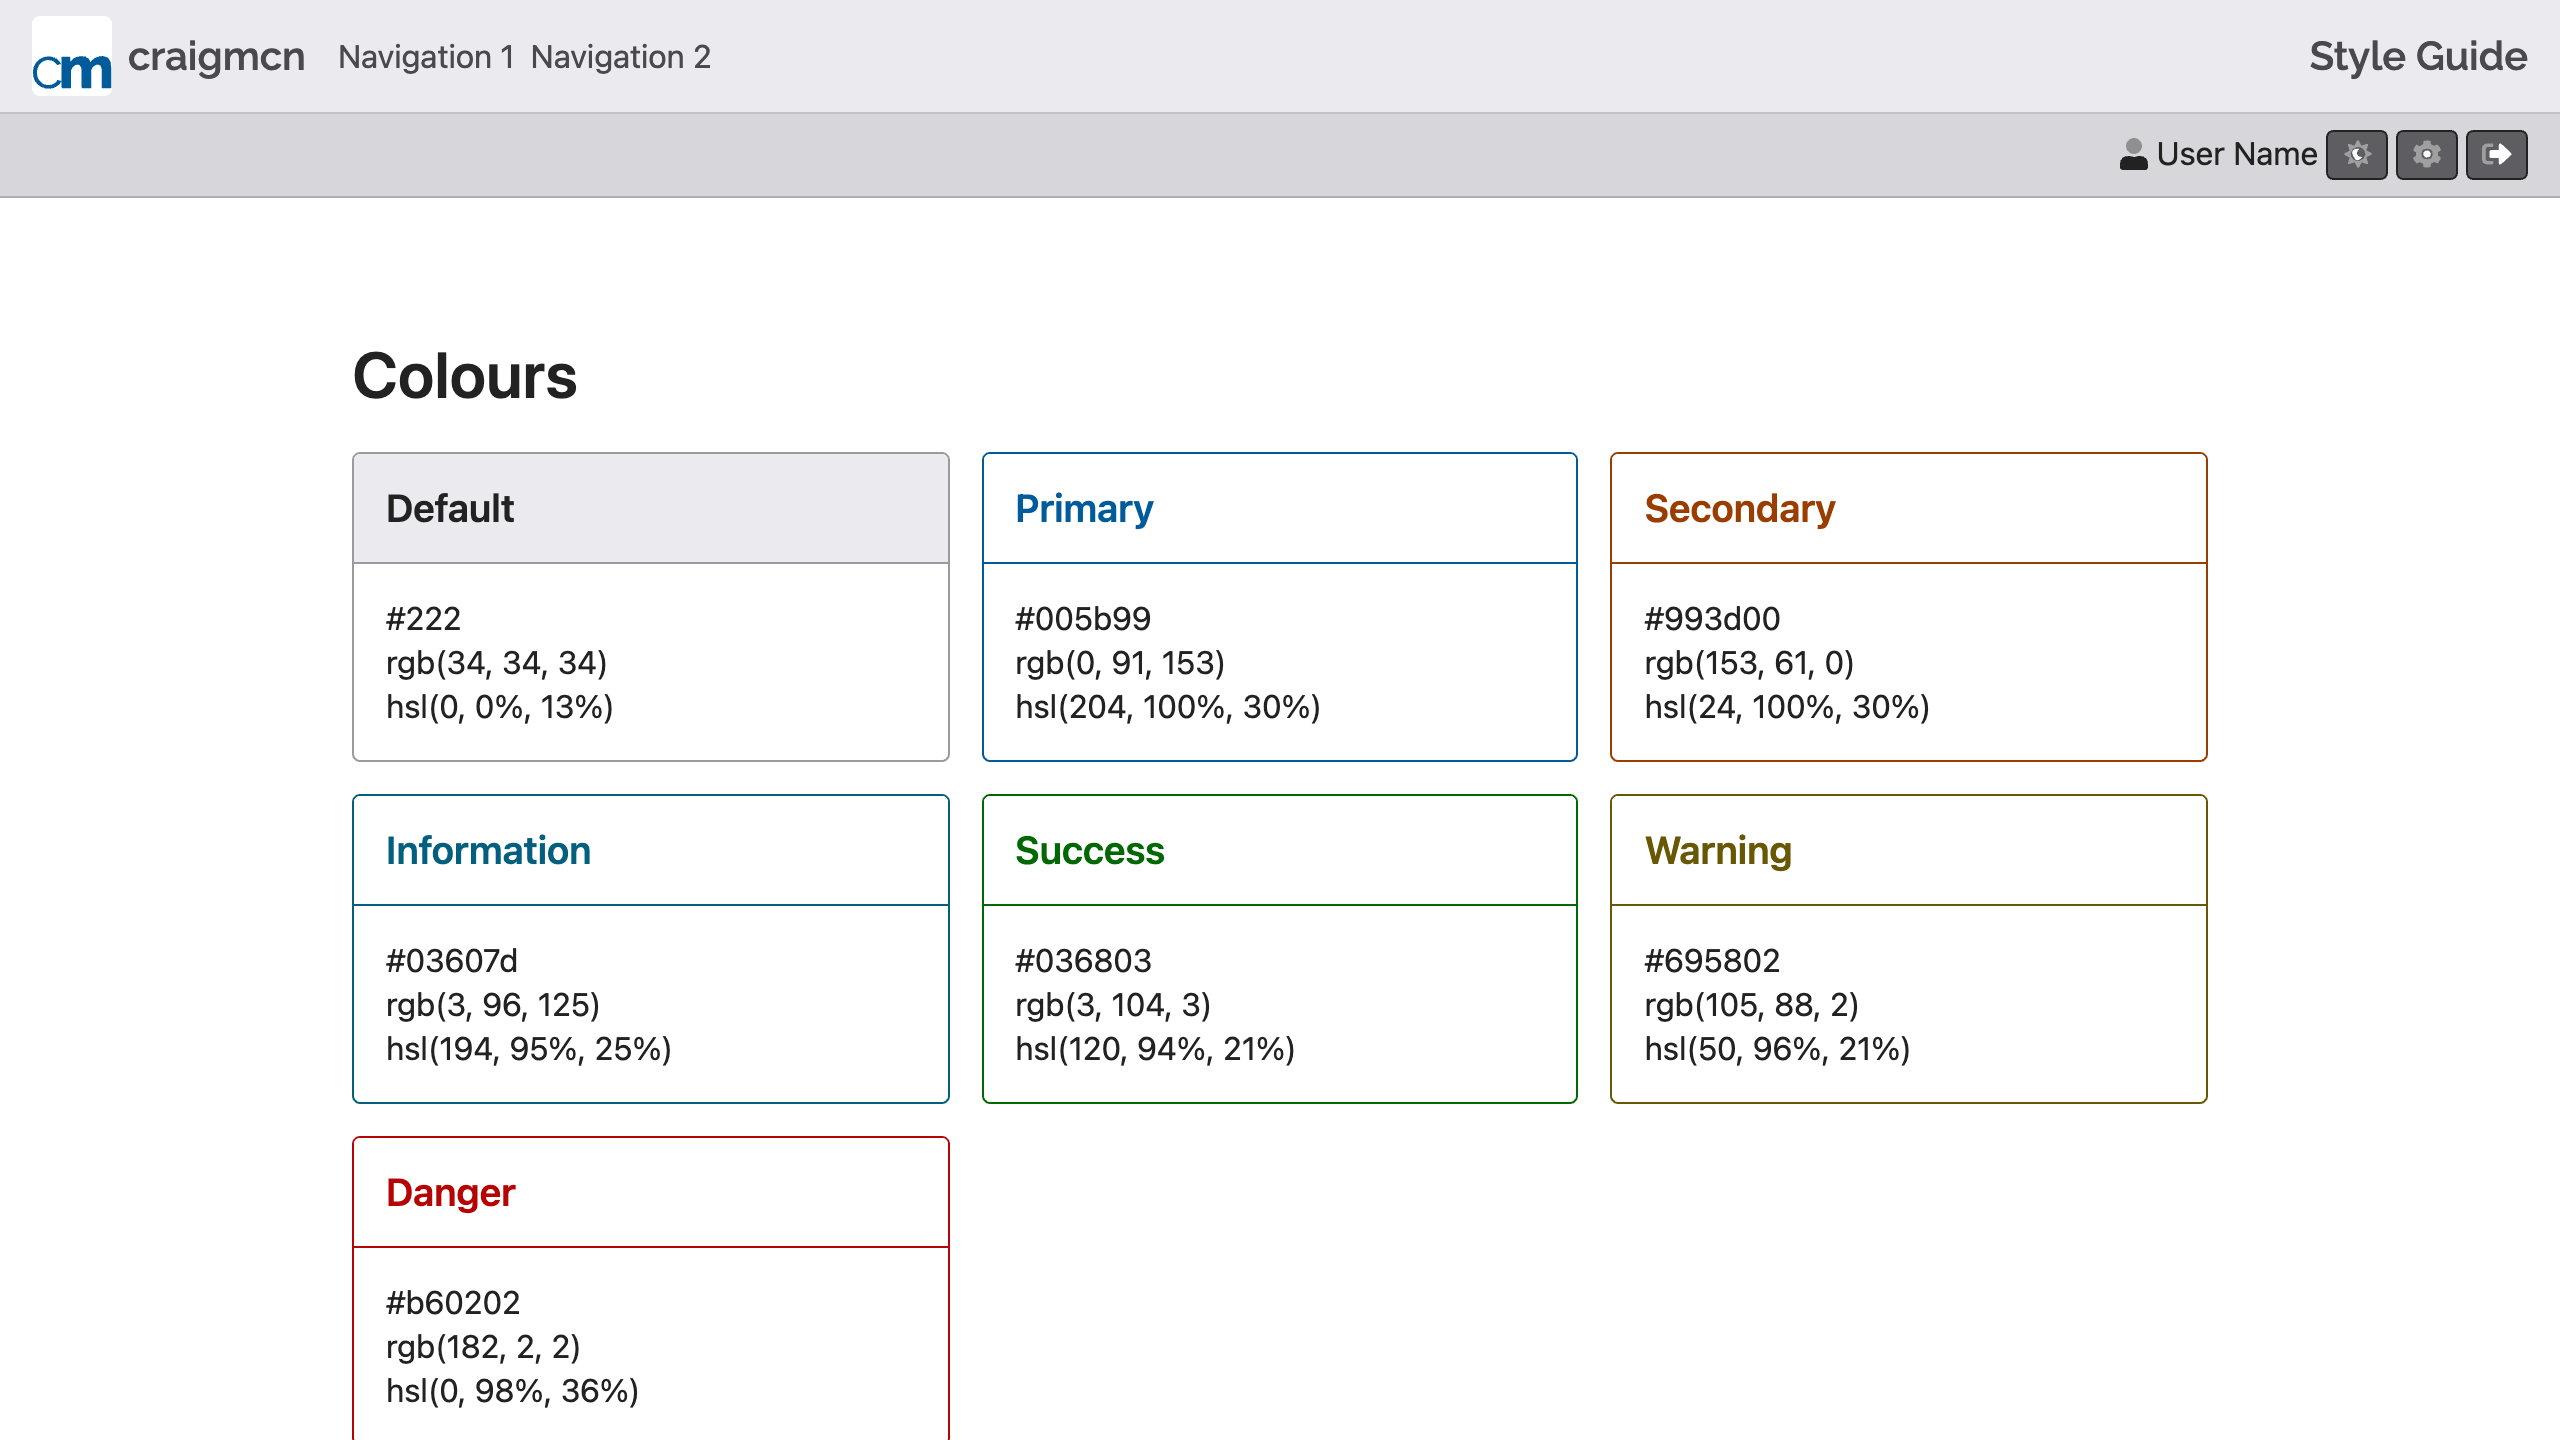 cm craigmcn Navigation 1 Navigation 2 Style Guide
User Name
Colours
Default
#222
rgb(34, 34, 34)
hsl(0, 0%, 13%)
Primary
#005b99
rgb(0, 91, 153)
hsl(204, 100%, 30%)
Secondary
#993d00
rgb(153, 61, 0)
hsl(24, 100%, 30%)
Information
#03607d
rgb(3, 96, 125)
hsl(194, 95%, 25%)
Success
#036803
rgb(3, 104, 3)
hsl(120, 94%, 21%)
Warning
#695802
rgb(105, 88, 2)
hsl(50, 96%, 21%)
Danger
#b60202
rgb(182, 2, 2)
hsl(0, 98%, 36%)